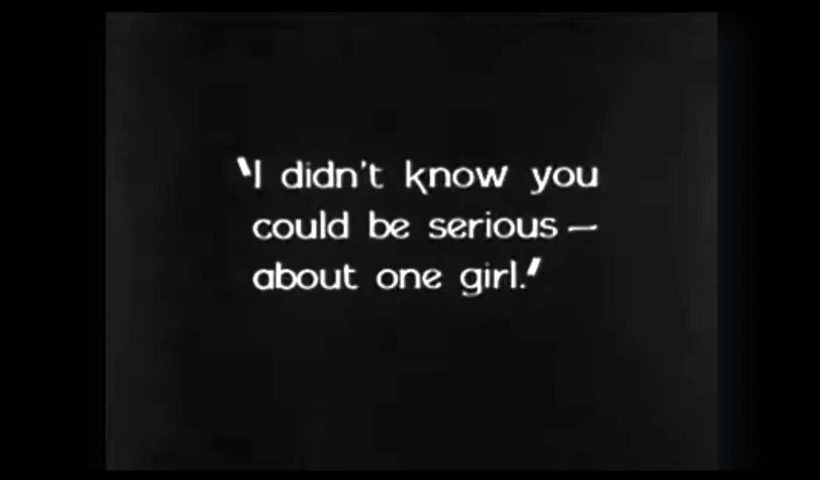 "I didn't know you
could be serious—
about one girl."